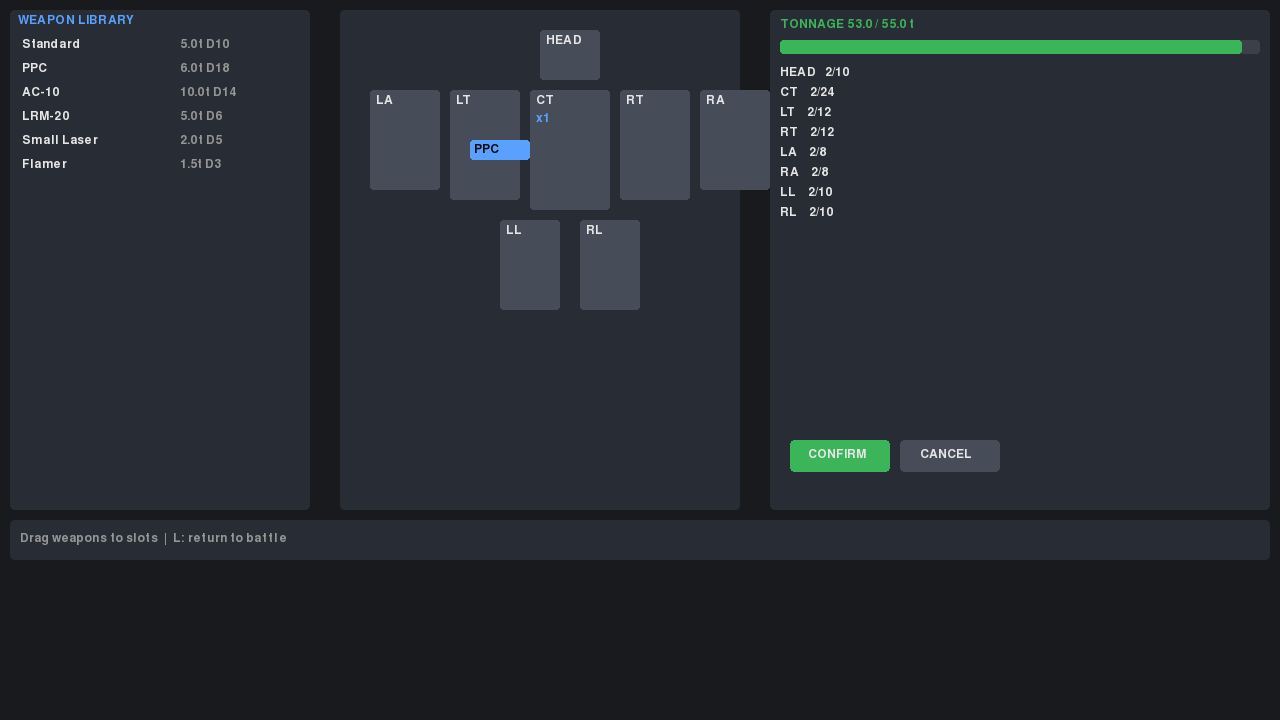 WEAPON LIBRARY
Standard 5.0t D10
PPC 6.0t D18
AC-10 10.0t D14
LRM-20 5.0t D6
Small Laser 2.0t D5
Flamer 1.5t D3
HEAD
LA LT CT RT RA
x1
PPC
LL RL
TONNAGE 53.0 / 55.0 t
HEAD 2/10
CT 2/24
LT 2/12
RT 2/12
LA 2/8
RA 2/8
LL 2/10
RL 2/10
CONFIRM CANCEL
Drag weapons to slots | L: return to battle